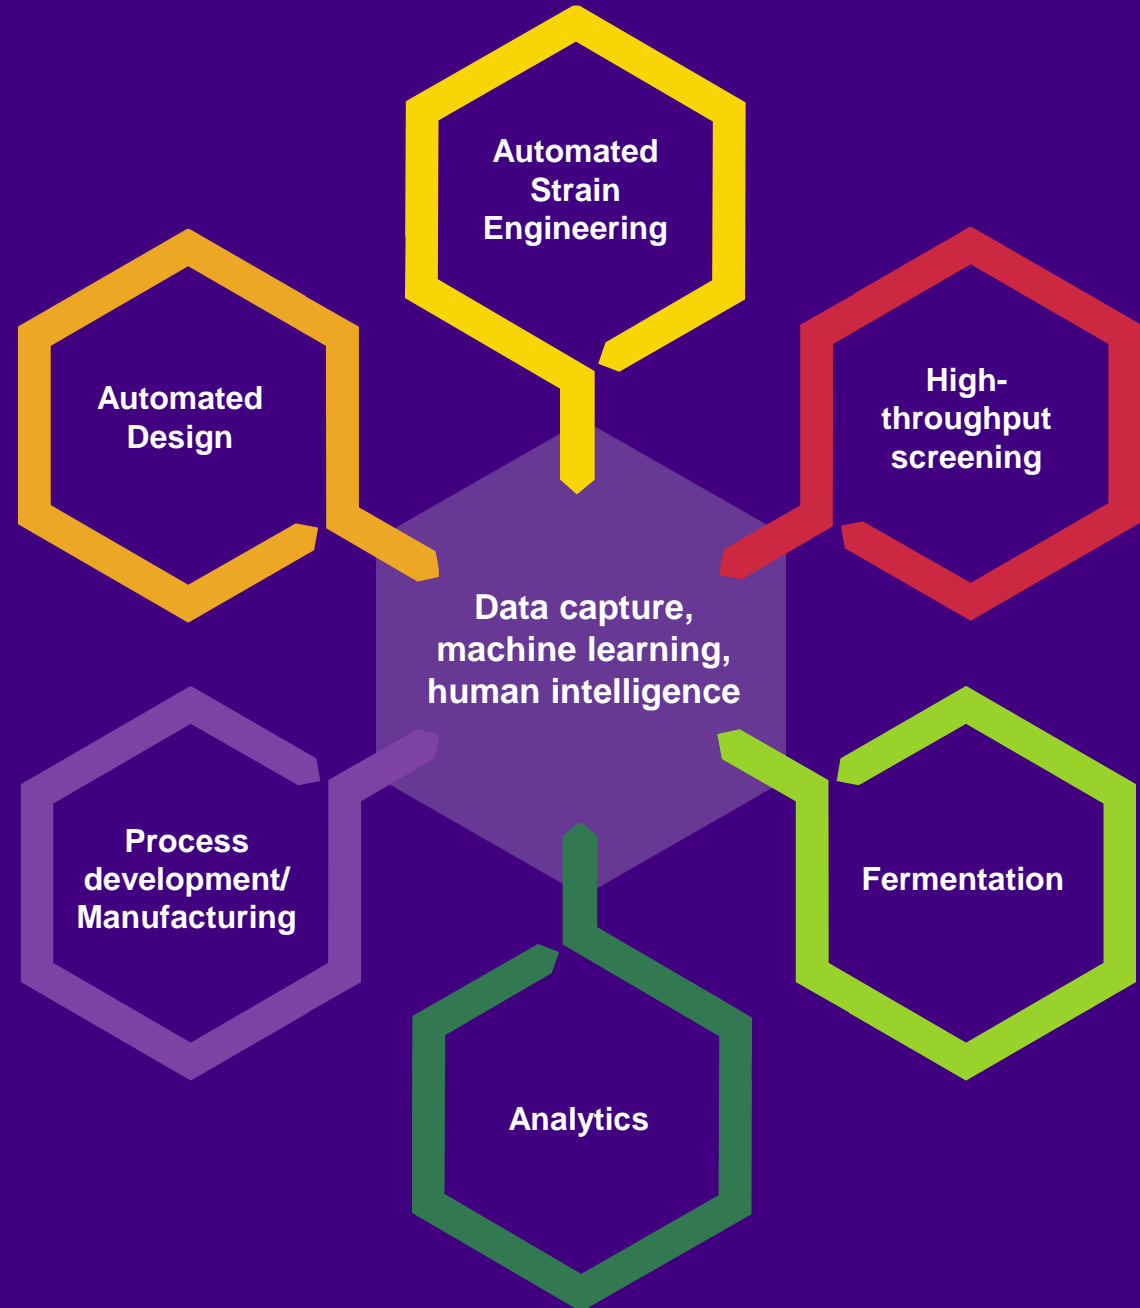 Automated
Strain
Engineering
Automated
Design
High-
throughput
screening
Data capture,
machine learning,
human intelligence
Process
development/
Manufacturing
Fermentation
Analytics